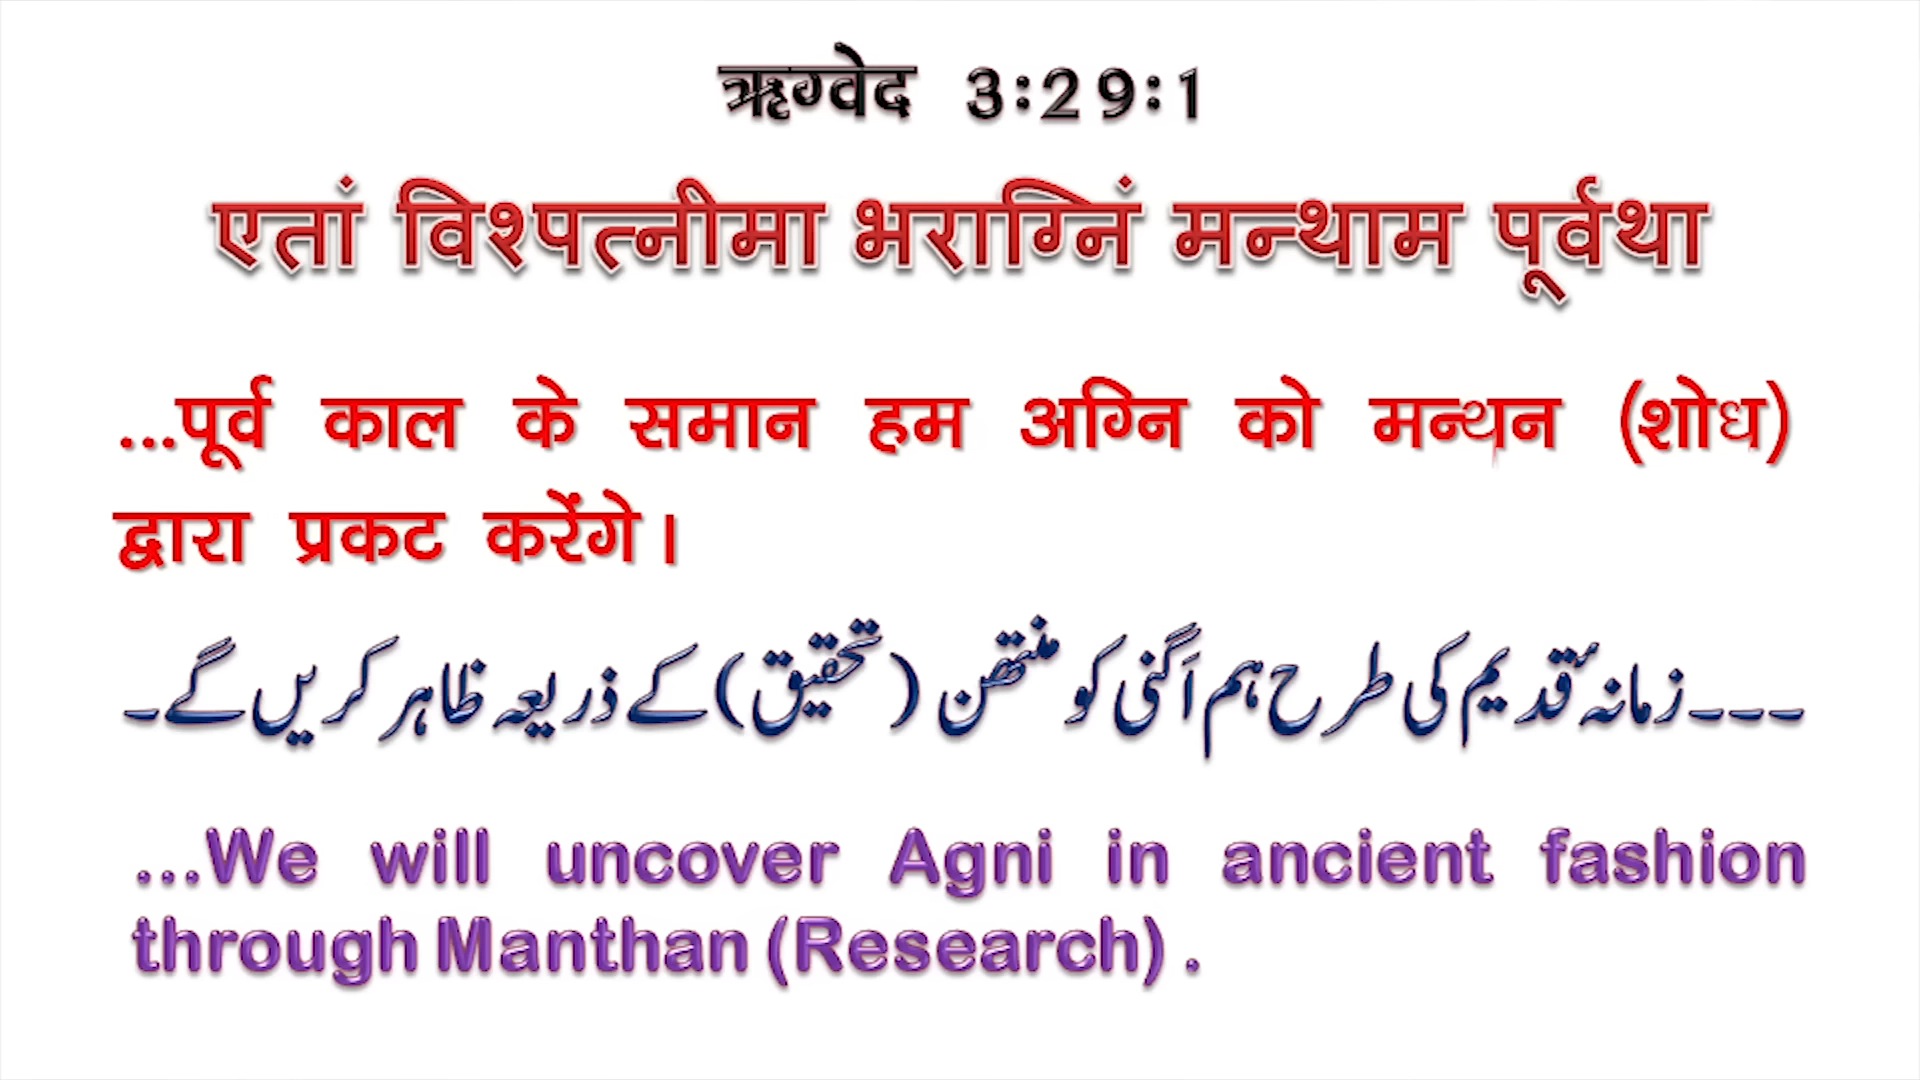 ऋग्वेद 3:29:1
एतां विश्पत्नीमा भराग्निं मन्थाम पूर्वथा
...पूर्व काल के समान हम अग्नि को मन्थन (शोध)
द्वारा प्रकट करेंगे।
---زمانۂ قدیم کی طرح ہم اَگنی کو منتھن (تحقیق) کے ذریعہ ظاہر کریں گے۔
...We will uncover Agni in ancient fashion
through Manthan (Research) .